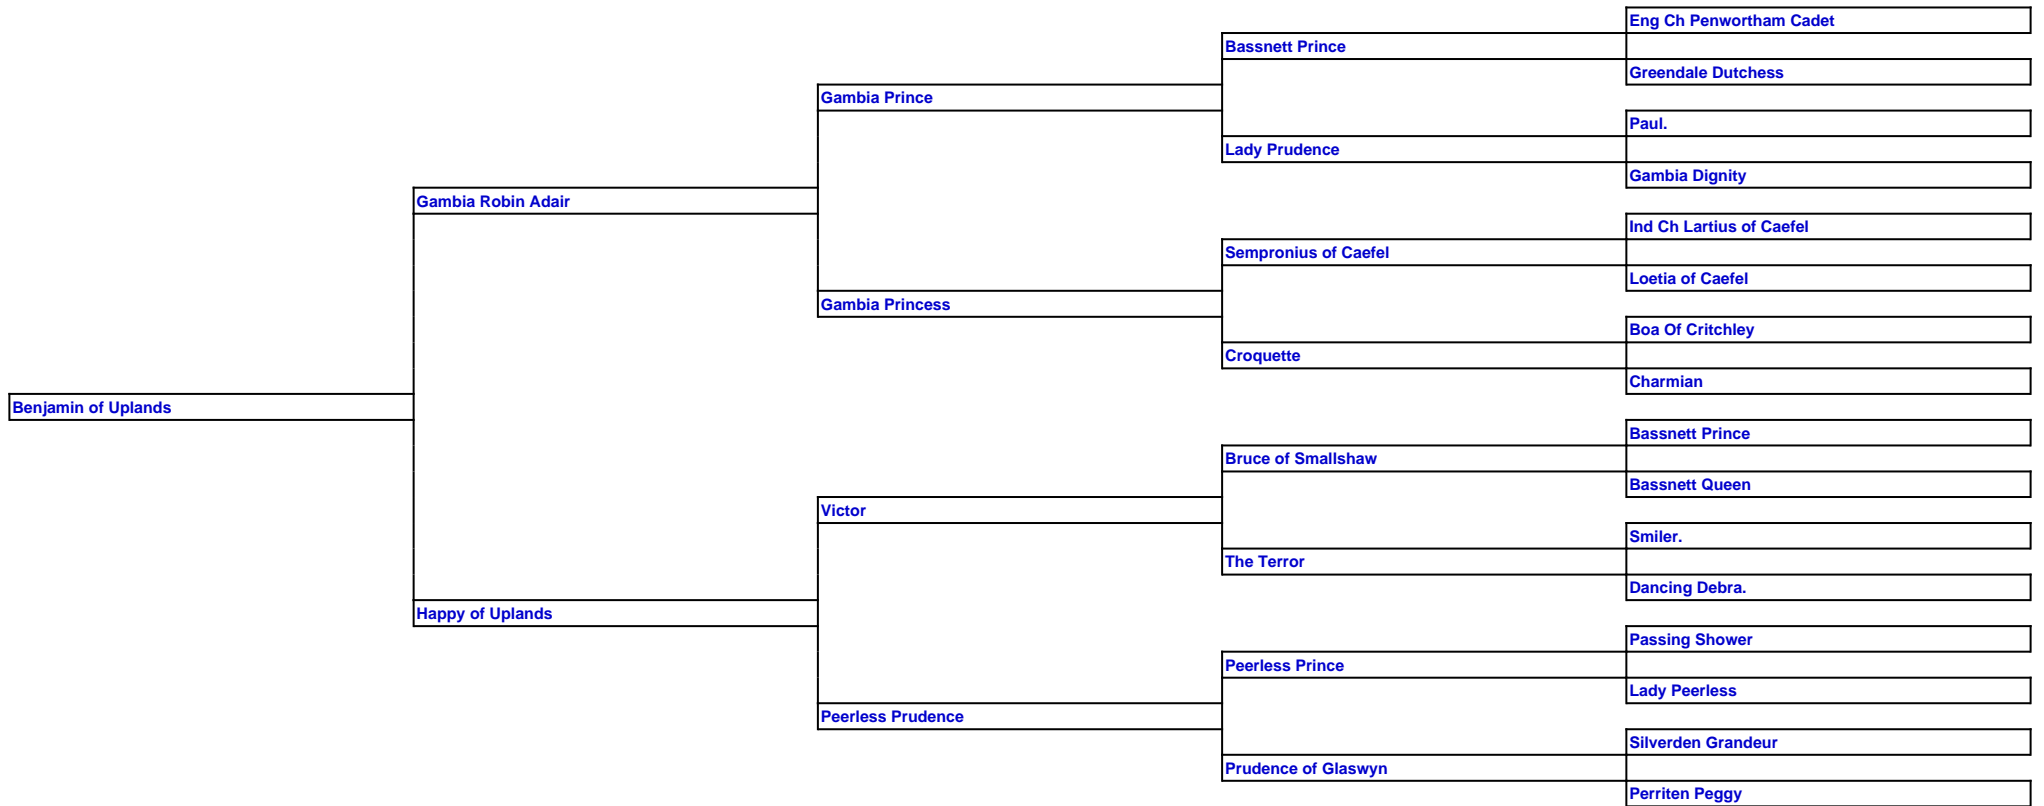 Eng Ch Penwortham Cadet
Bassnett Prince
Greendale Dutchess
Gambia Prince
Paul.
Lady Prudence
Gambia Dignity
Gambia Robin Adair
Ind Ch Lartius of Caefel
Sempronius of Caefel
Loetia of Caefel
Gambia Princess
Boa Of Critchley
Croquette
Charmian
Benjamin of Uplands
Bassnett Prince
Bruce of Smallshaw
Bassnett Queen
Victor
Smiler.
The Terror
Dancing Debra.
Happy of Uplands
Passing Shower
Peerless Prince
Lady Peerless
Peerless Prudence
Silverden Grandeur
Prudence of Glaswyn
Perriten Peggy